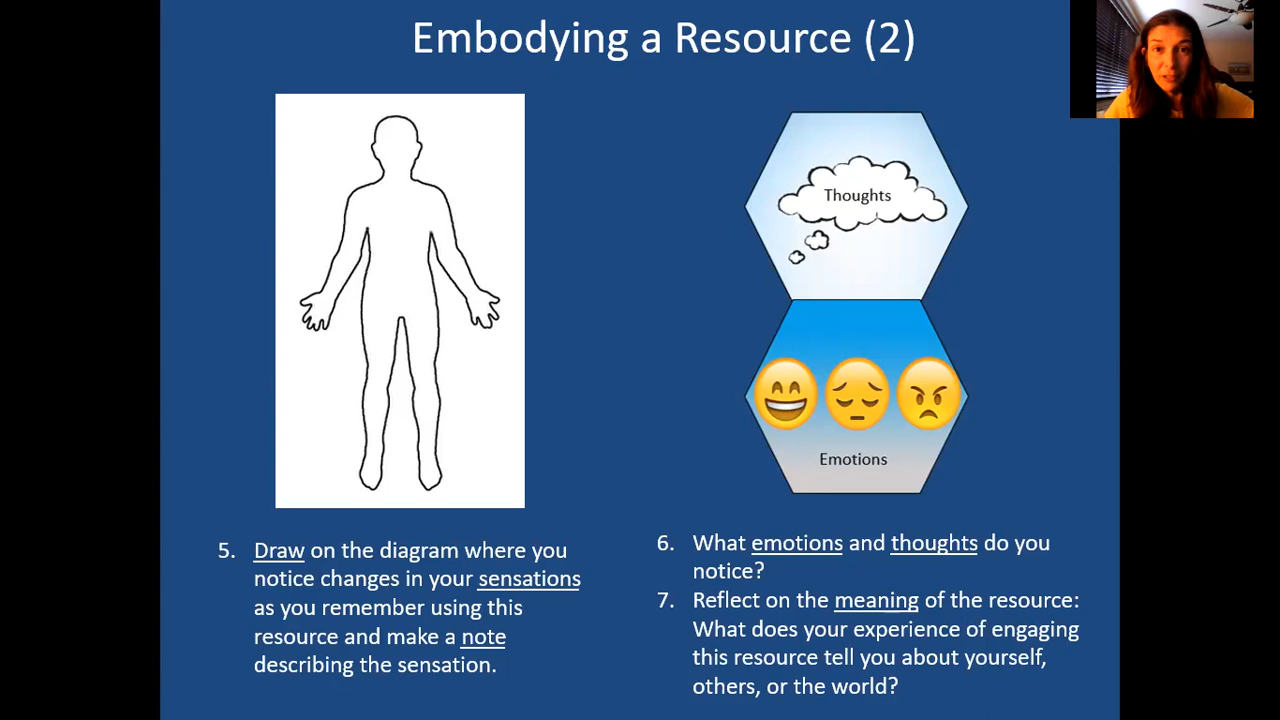 Embodying a Resource (2)
Thoughts
Emotions
5. Draw on the diagram where you
notice changes in your sensations
as you remember using this
resource and make a note
describing the sensation.
6. What emotions and thoughts do you
notice?
7. Reflect on the meaning of the resource:
What does your experience of engaging
this resource tell you about yourself,
others, or the world?